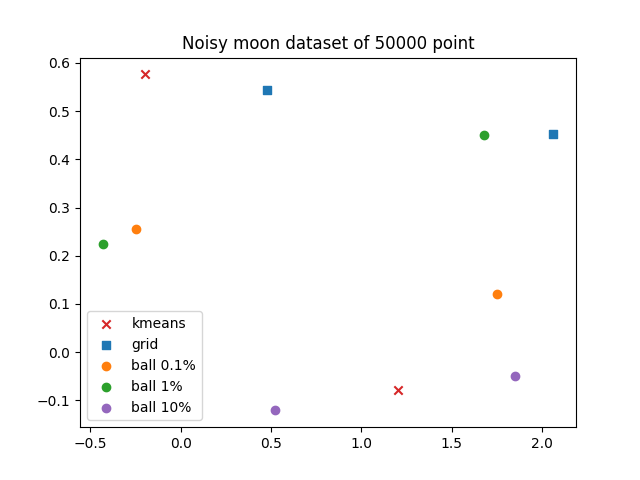 Noisy moon dataset of 50000 point
0.6
0.5
0.4
0.3
0.2
0.1
0.0
−0.1
kmeans
grid
ball 0.1%
ball 1%
ball 10%
−0.5
0.0
0.5
1.0
1.5
2.0